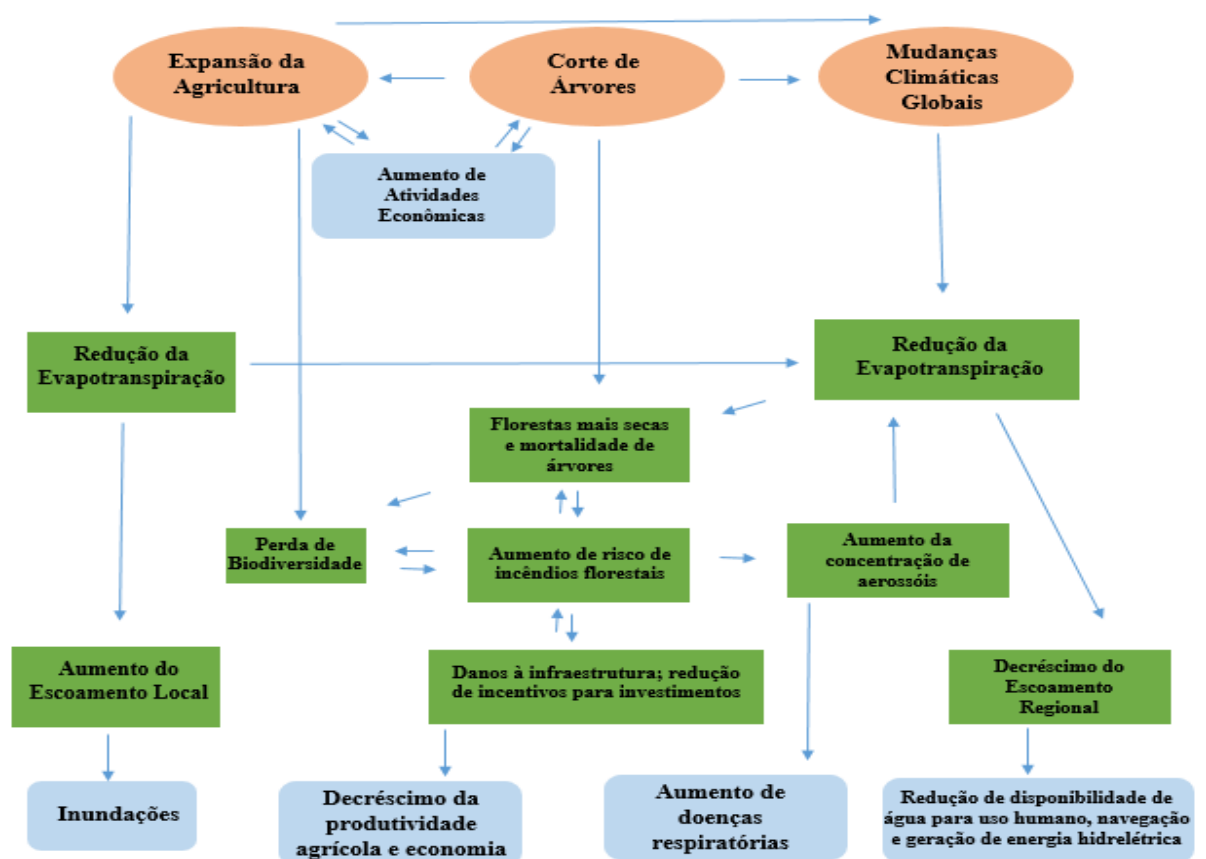 Expansão da
Agricultura
Corte de
Árvores
Mudanças
Climáticas
Globais
Aumento de
Atividades
Econômicas
Redução da
Evapotranspiração
Redução da
Evapotranspiração
Florestas mais secas
e mortalidade de
árvores
Perda de
Biodiversidade
Aumento de risco de
incêndios florestais
Aumento da
concentração de
aerossóis
Aumento do
Escoamento Local
Danos à infraestrutura; redução
de incentivos para investimentos
Decréscimo do
Escoamento
Regional
Inundações
Decréscimo da
produtividade
agrícola e economia
Aumento de
doenças
respiratórias
Redução de disponibilidade de
água para uso humano, navegação
e geração de energia hidrelétrica